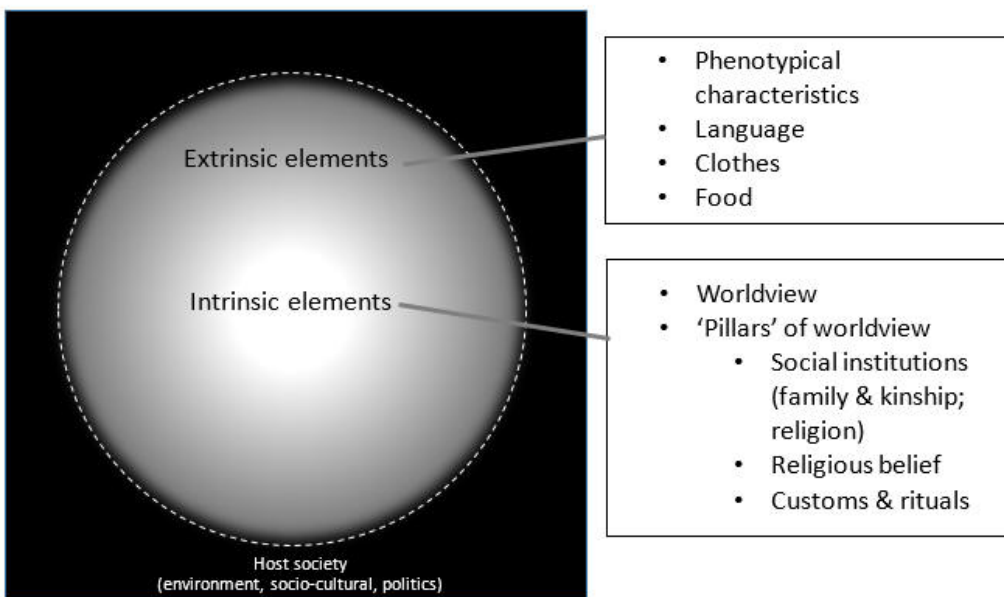 Extrinsic elements
Intrinsic elements
Host society
(environment, socio-cultural, politics)
• Phenotypical
characteristics
• Language
• Clothes
• Food
• Worldview
• ‘Pillars’ of worldview
• Social institutions
(family & kinship;
religion)
• Religious belief
• Customs & rituals